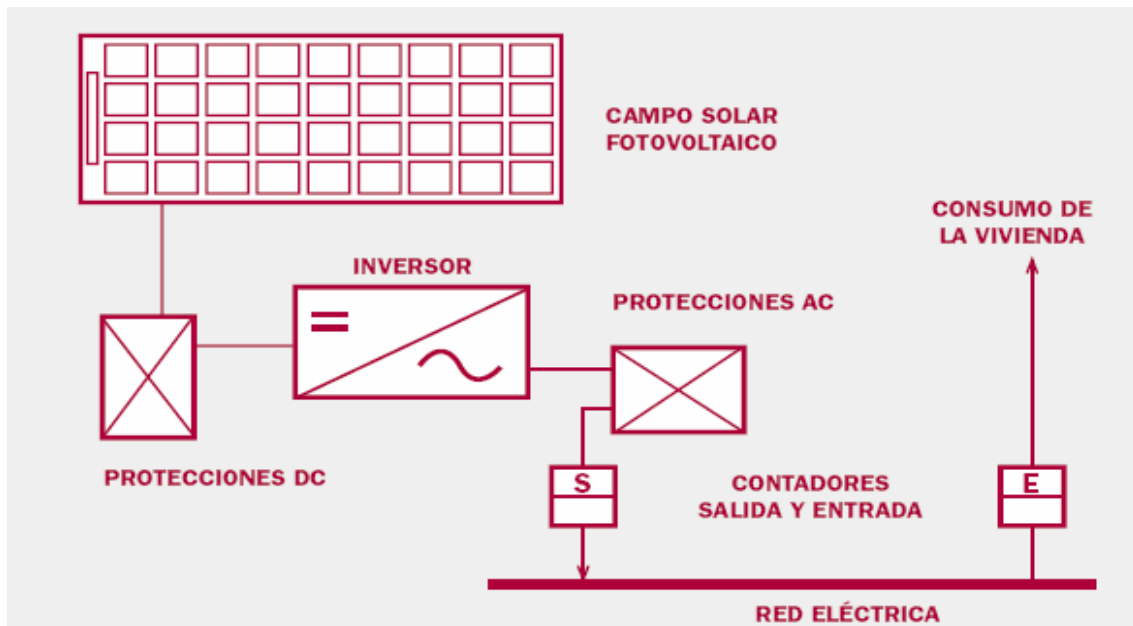 CAMPO SOLAR
FOTOVOLTAICO
CONSUMO DE
LA VIVIENDA
INVERSOR
PROTECCIONES AC
PROTECCIONES DC
S
CONTADORES
SALIDA Y ENTRADA
E
RED ELÉCTRICA